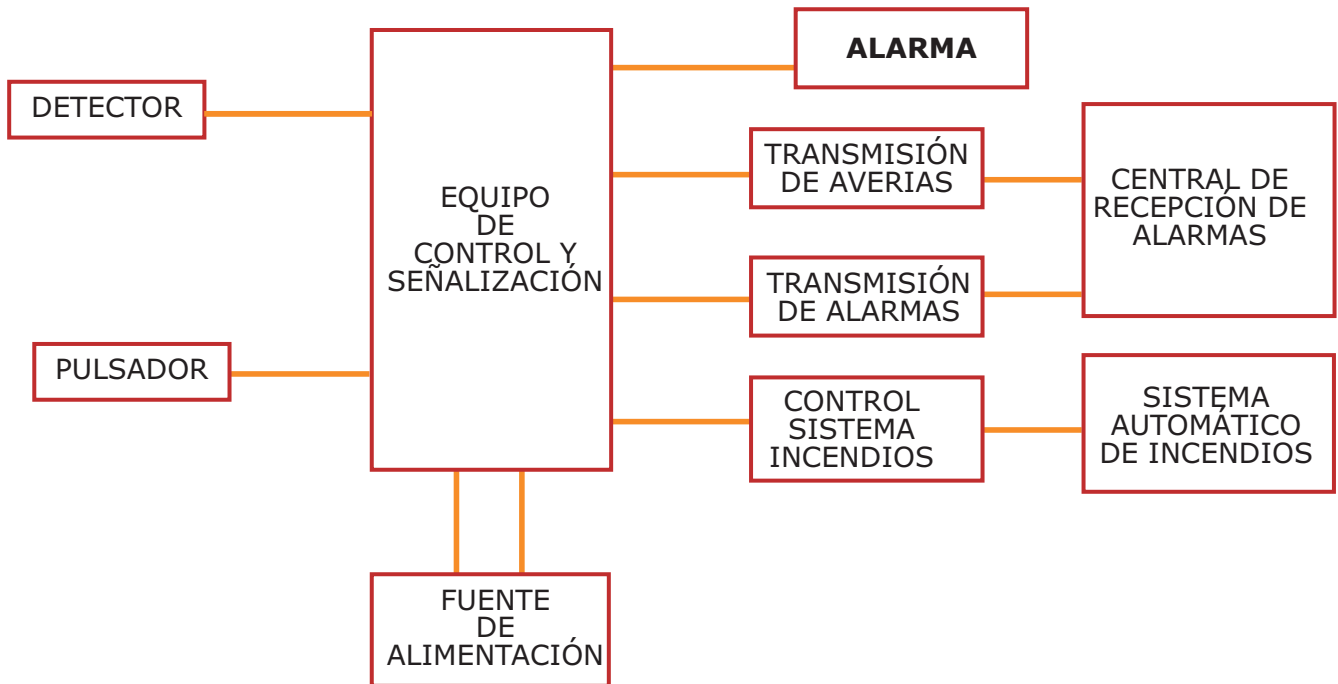 ALARMA
DETECTOR
EQUIPO
DE
CONTROL Y
SEÑALIZACIÓN
TRANSMISIÓN
DE AVERIAS
CENTRAL DE
RECEPCIÓN DE
ALARMAS
TRANSMISIÓN
DE ALARMAS
PULSADOR
CONTROL
SISTEMA
INCENDIOS
SISTEMA
AUTOMÁTICO
DE INCENDIOS
FUENTE
DE
ALIMENTACIÓN